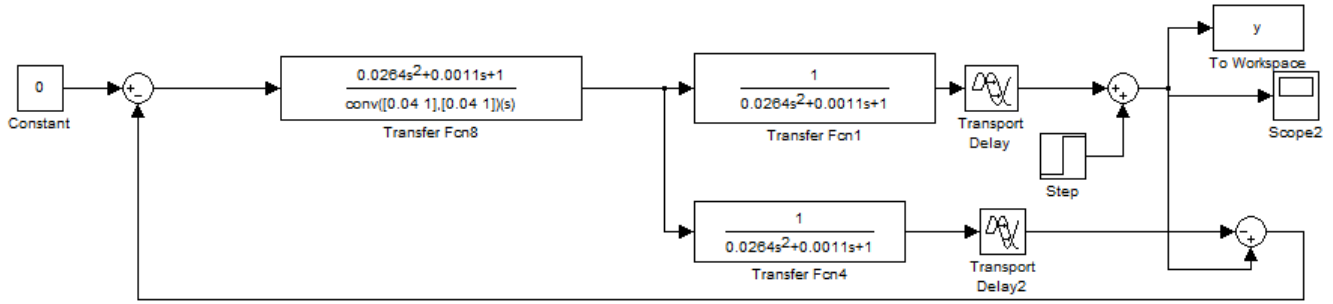 y
To Workspace
0
Constant
+
−
0.0264s2+0.0011s+1
conv([0.04 1],[0.04 1])(s)
Transfer Fcn8
1
0.0264s2+0.0011s+1
Transfer Fcn1
Transport
Delay
+
+
Scope2
Step
1
0.0264s2+0.0011s+1
Transfer Fcn4
Transport
Delay2
−
+